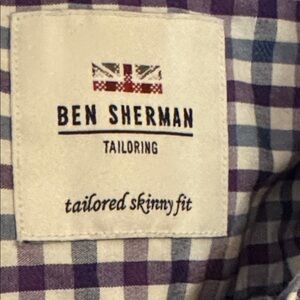 BEN SHERMAN
TAILORING
tailored skinny fit